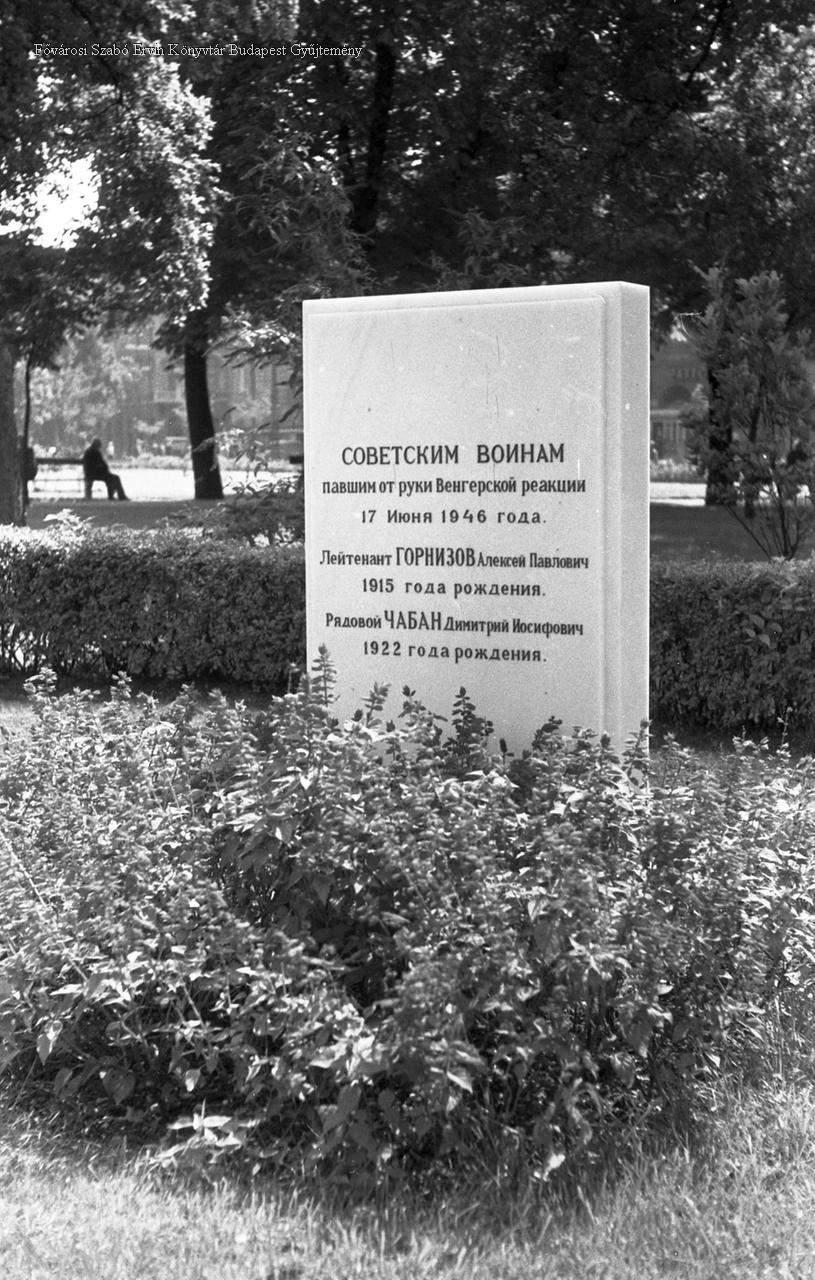 Fővárosi Szabó Ervin Könyvtár Budapest Gyűjtemény
СОВЕТСКИМ ВОИНАМ
павшим от руки Венгерской реакции
17 Июня 1946 года.
Лейтенант ГОРНИЗОВ Алексей Павлович
1915 года рождения.
Рядовой ЧАБАН Димитрий Иосифович
1922 года рождения.